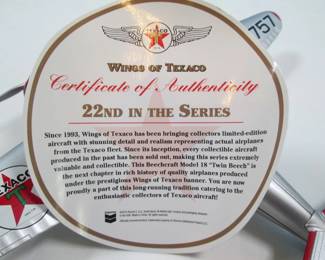 TEXACO
757
WINGS OF TEXACO
Certificate of Authenticity
22ND IN THE SERIES
Since 1993, Wings of Texaco has been bringing collectors limited-edition
aircraft with stunning detail and realism representing actual airplanes
from the Texaco fleet. Since its inception, every collectible aircraft
produced in the past has been sold out, making this series extremely
valuable and collectible. This Beechcraft Model 18 "Twin Beech" is
the next chapter in rich history of quality airplanes produced
under the prestigious Wings of Texaco banner. You are now
proudly a part of this long-running tradition catering to the
enthusiastic collectors of Texaco Aircraft!
TEXACO